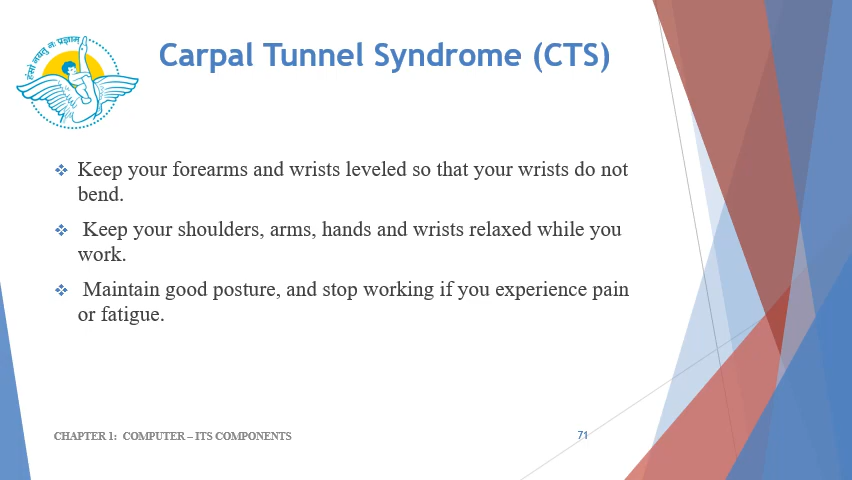 हंसो नयतु नः प्रज्ञाम्
Carpal Tunnel Syndrome (CTS)
❖ Keep your forearms and wrists leveled so that your wrists do not
bend.
❖ Keep your shoulders, arms, hands and wrists relaxed while you
work.
❖ Maintain good posture, and stop working if you experience pain
or fatigue.
CHAPTER 1: COMPUTER – ITS COMPONENTS
71